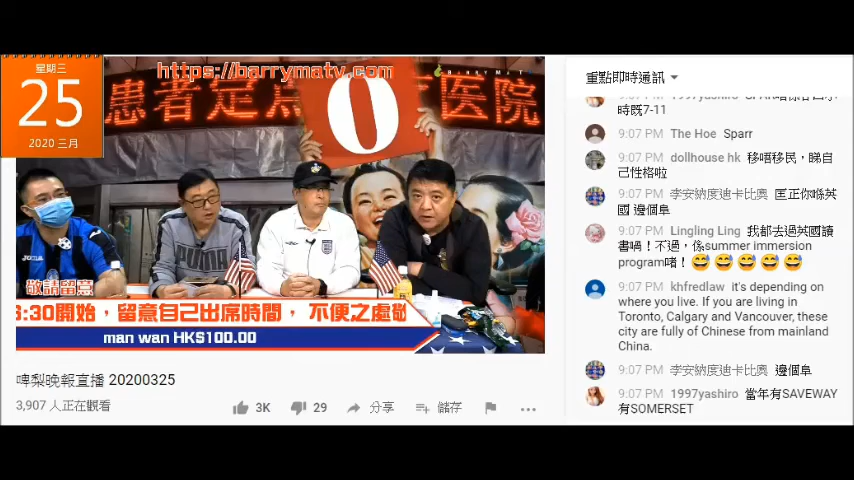 星期三
25
2020 三月
https://barrymatv.com
患者定點
医院
0
PUMA
敬請留意
:30開始，留意自己出席時間， 不便之處敬
man wan HK$100.00
啤梨晚報直播 20200325
3,907 人正在觀看
3K
29
分享
儲存
重點即時通訊
時既7-11
9:07 PM The Hoe Sparr
9:07 PM dollhouse hk 移唔移民，睇自
己性格啦
9:07 PM 李安納度迪卡比奧 匡正你喺英
國 邊個阜
9:07 PM Lingling Ling 我都去過英國讀
書喎！不過，係summer immersion
program啫！😅😅😅😅😅
9:07 PM khfredlaw it's depending on
where you live. If you are living in
Toronto, Calgary and Vancouver, these
city are fully of Chinese from mainland
China.
9:07 PM 李安納度迪卡比奧 邊個阜
9:07 PM 1997yashiro 當年有SAVEWAY
有SOMERSET